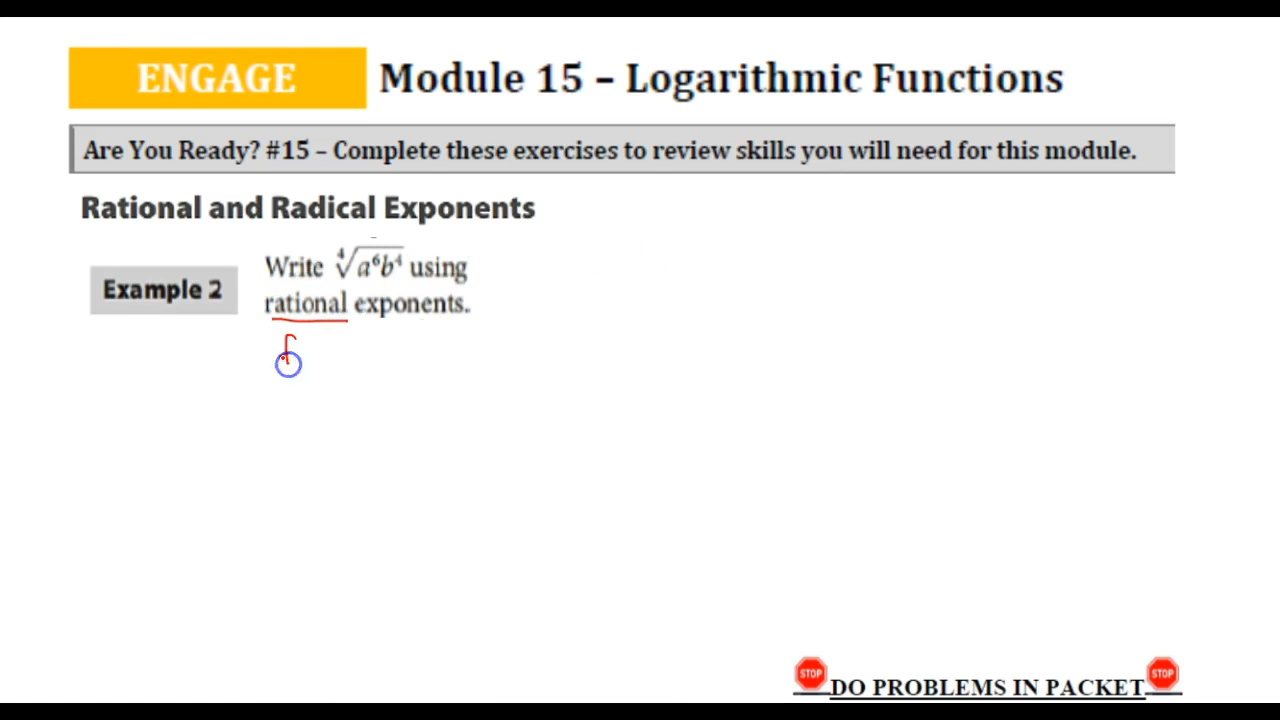 ENGAGE Module 15 – Logarithmic Functions
Are You Ready? #15 – Complete these exercises to review skills you will need for this module.
Rational and Radical Exponents
Example 2
Write ∜(a⁶b⁴) using
rational exponents.
STOP DO PROBLEMS IN PACKET STOP